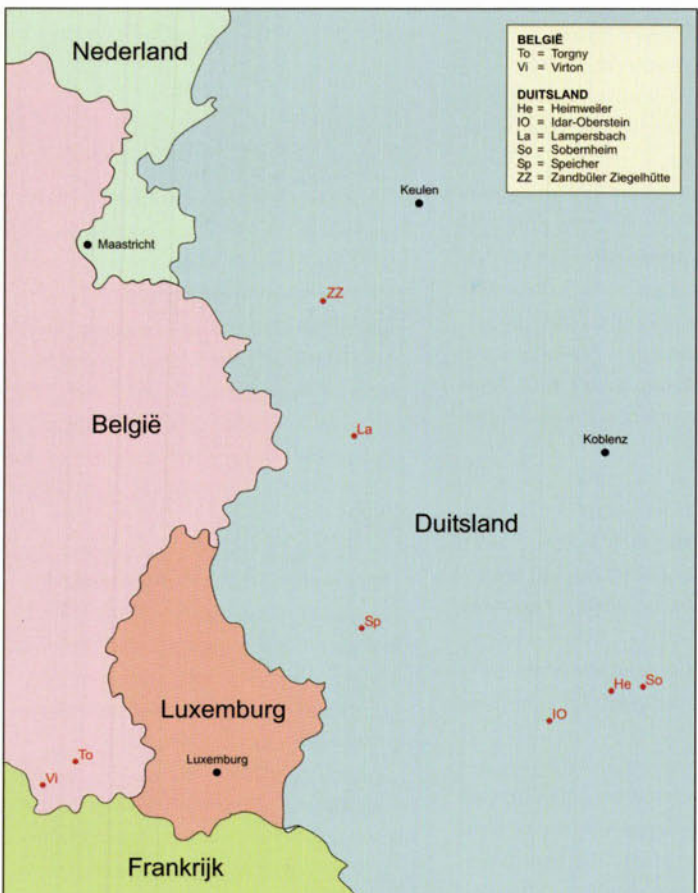 Nederland
BELGIË
To = Torgny
Vi = Virton
DUITSLAND
He = Heimweiler
IO = Idar-Oberstein
La = Lampersbach
So = Sobernheim
Sp = Speicher
ZZ = Zandbüler Ziegelhütte
Keulen
Maastricht
ZZ
België
La
Koblenz
Duitsland
Sp
He
So
IO
Luxemburg
To
Luxemburg
Vi
Frankrijk